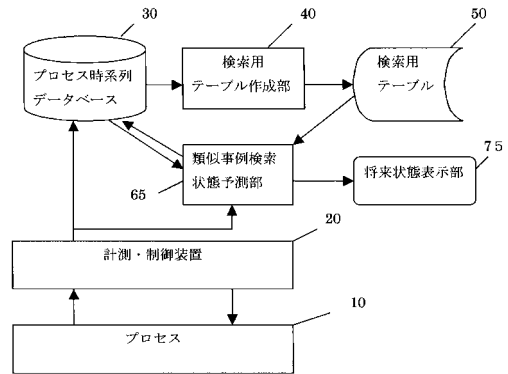 30
40
50
プロセス時系列
データベース
検索用
テーブル作成部
検索用
テーブル
類似事例検索
状態予測部
65
将来状態表示部
75
20
計測・制御装置
10
プロセス